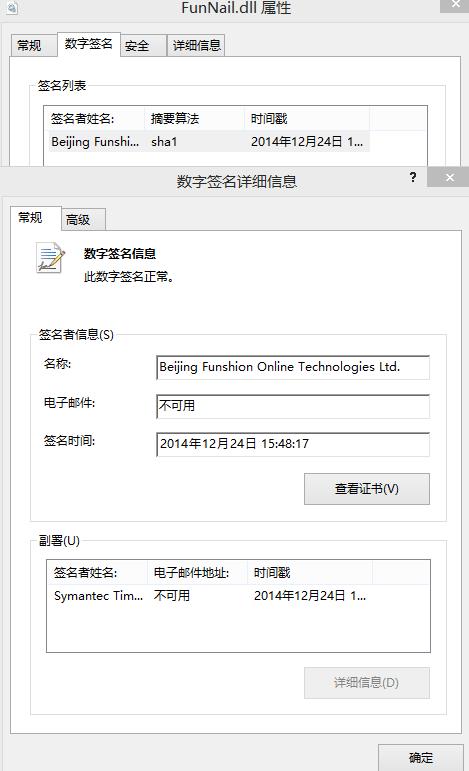 FunNail.dll 属性
常规 数字签名 安全 详细信息
签名列表
签名者姓名: 摘要算法 时间戳
Beijing Funshi... sha1 2014年12月24日 1...
数字签名详细信息 ?
常规 高级
数字签名信息
此数字签名正常。
签名者信息(S)
名称: Beijing Funshion Online Technologies Ltd.
电子邮件: 不可用
签名时间: 2014年12月24日 15:48:17
查看证书(V)
副署(U)
签名者姓名: 电子邮件地址: 时间戳
Symantec Tim... 不可用 2014年12月24日 1...
详细信息(D)
确定